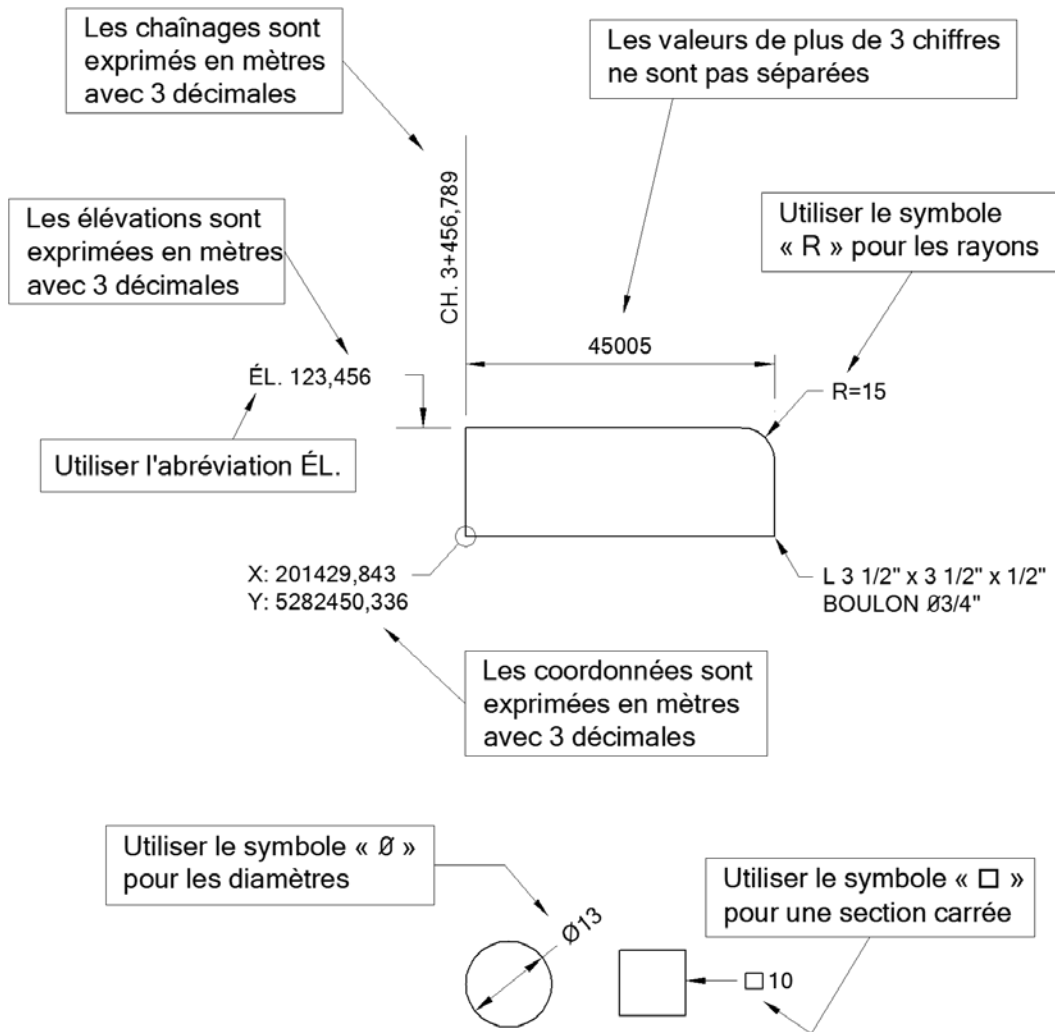 Les chaînages sont
exprimés en mètres
avec 3 décimales
Les valeurs de plus de 3 chiffres
ne sont pas séparées
CH. 3+456,789
Les élévations sont
exprimées en mètres
avec 3 décimales
Utiliser le symbole
« R » pour les rayons
45005
ÉL. 123,456
R=15
Utiliser l'abréviation ÉL.
X: 201429,843
Y: 5282450,336
L 3 1/2" x 3 1/2" x 1/2"
BOULON Ø3/4"
Les coordonnées sont
exprimées en mètres
avec 3 décimales
Utiliser le symbole « Ø »
pour les diamètres
Utiliser le symbole « □ »
pour une section carrée
Ø13
□ 10